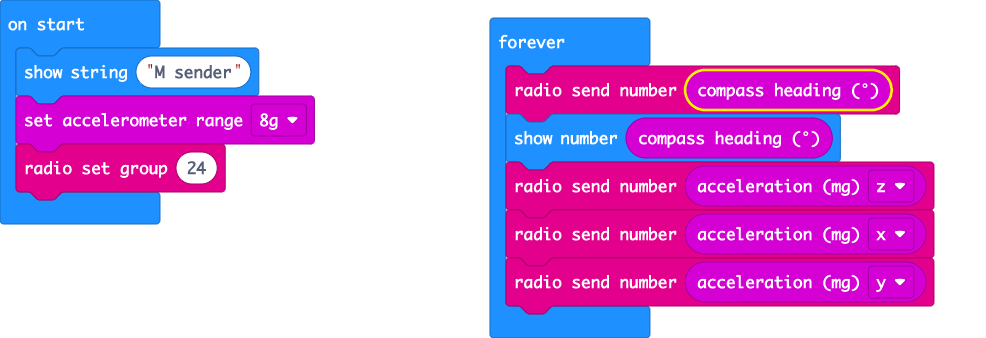 on start
show string "M sender"
set accelerometer range 8g
radio set group 24
forever
radio send number compass heading (°)
show number compass heading (°)
radio send number acceleration (mg) z
radio send number acceleration (mg) x
radio send number acceleration (mg) y